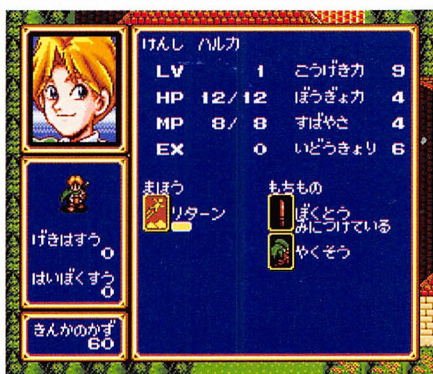 けんし ハルカ
LV 1 こうげき力 9
HP 12/12 ぼうぎょ力 4
MP 8/ 8 すばやさ 4
EX 0 いどうきょり 6
まほう もちもの
リターン ぼくとう
みにつけている
やくそう
げきはすう
0
はいぼくすう
0
きんかのかず
60